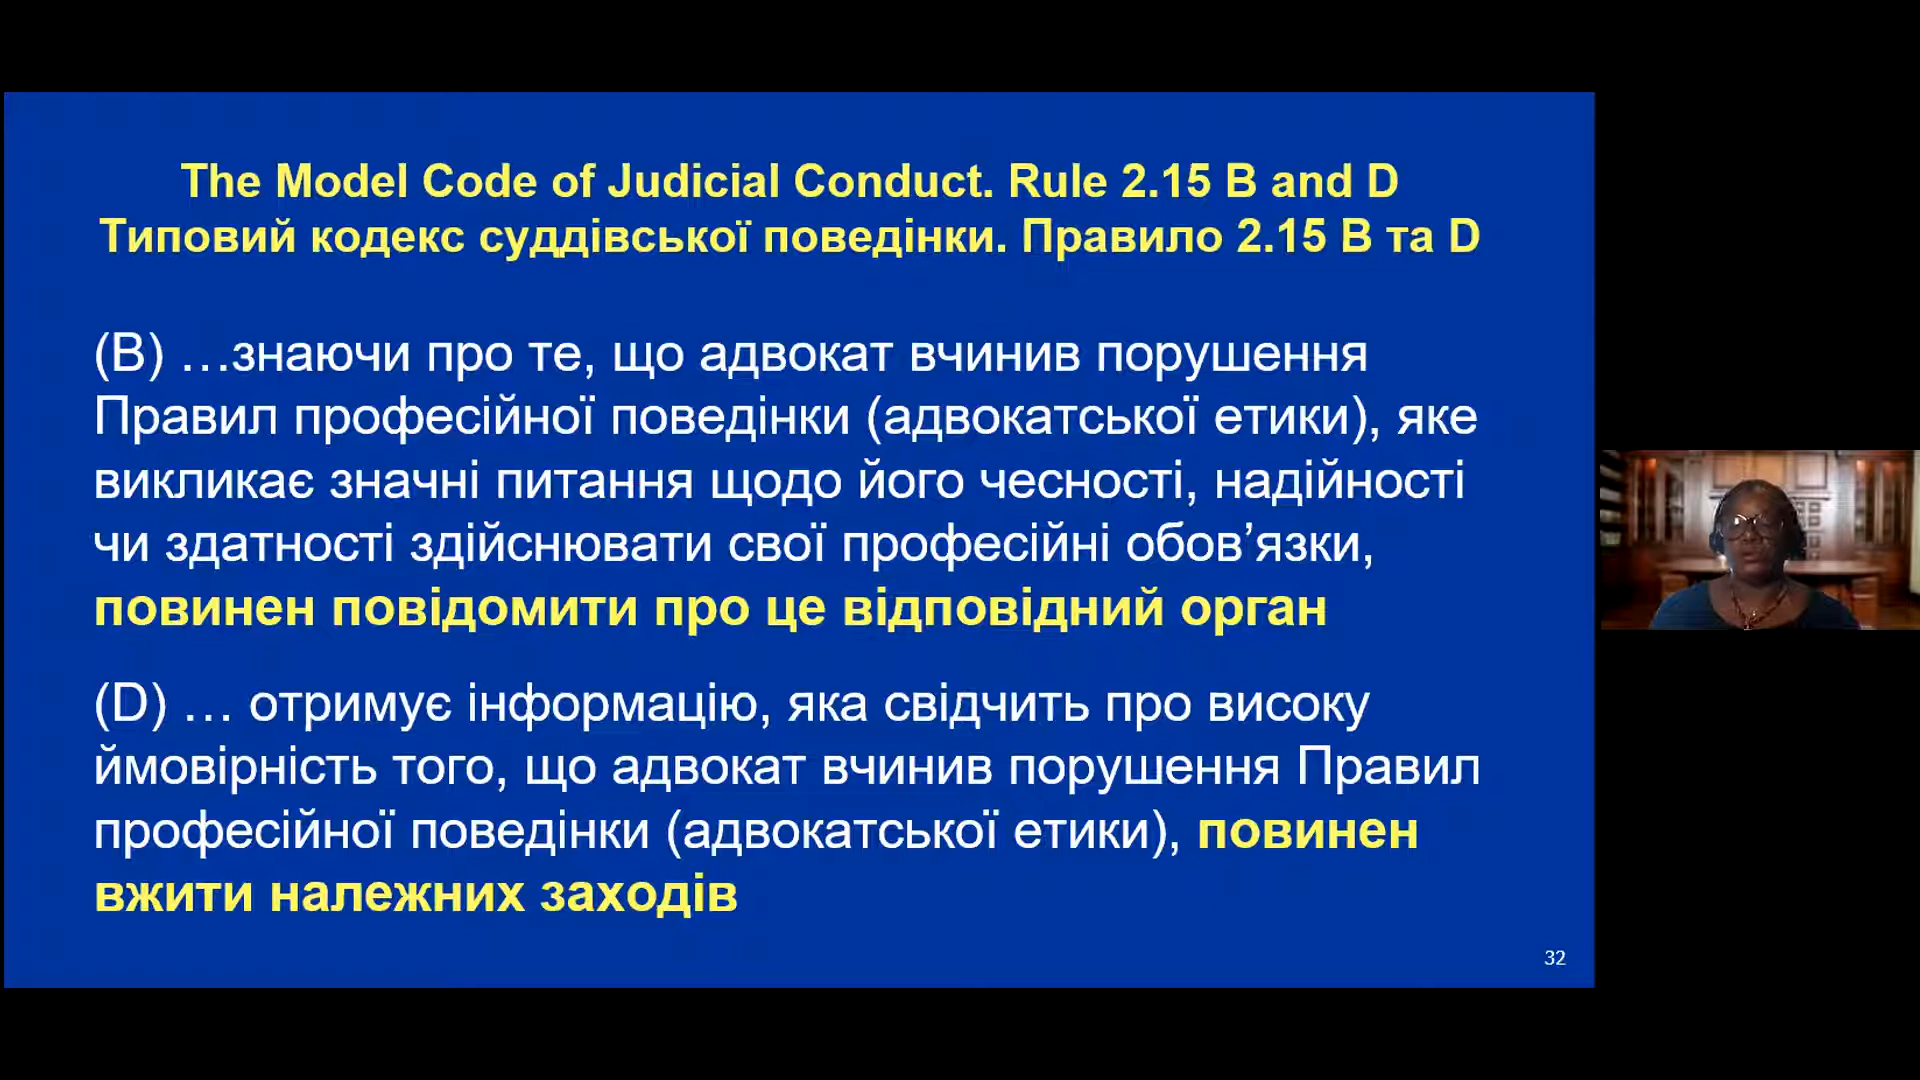 The Model Code of Judicial Conduct. Rule 2.15 B and D
Типовий кодекс суддівської поведінки. Правило 2.15 B та D
(B) …знаючи про те, що адвокат вчинив порушення
Правил професійної поведінки (адвокатської етики), яке
викликає значні питання щодо його чесності, надійності
чи здатності здійснювати свої професійні обов’язки,
повинен повідомити про це відповідний орган
(D) … отримує інформацію, яка свідчить про високу
ймовірність того, що адвокат вчинив порушення Правил
професійної поведінки (адвокатської етики), повинен
вжити належних заходів
32